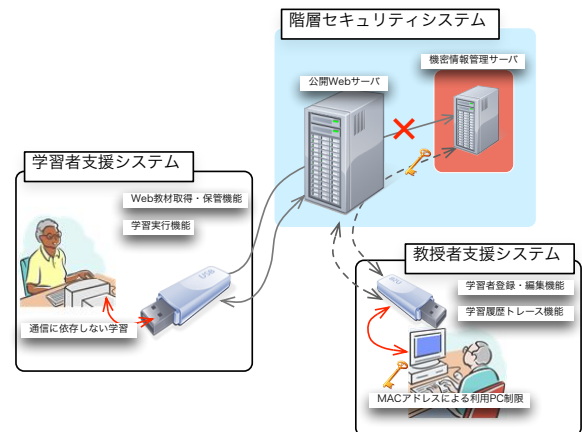 階層セキュリティシステム
機密情報管理サーバ
公開Webサーバ
学習者支援システム
Web教材取得・保管機能
学習実行機能
USB
通信に依存しない学習
教授者支援システム
学習者登録・編集機能
学習履歴トレース機能
MACアドレスによる利用PC制限